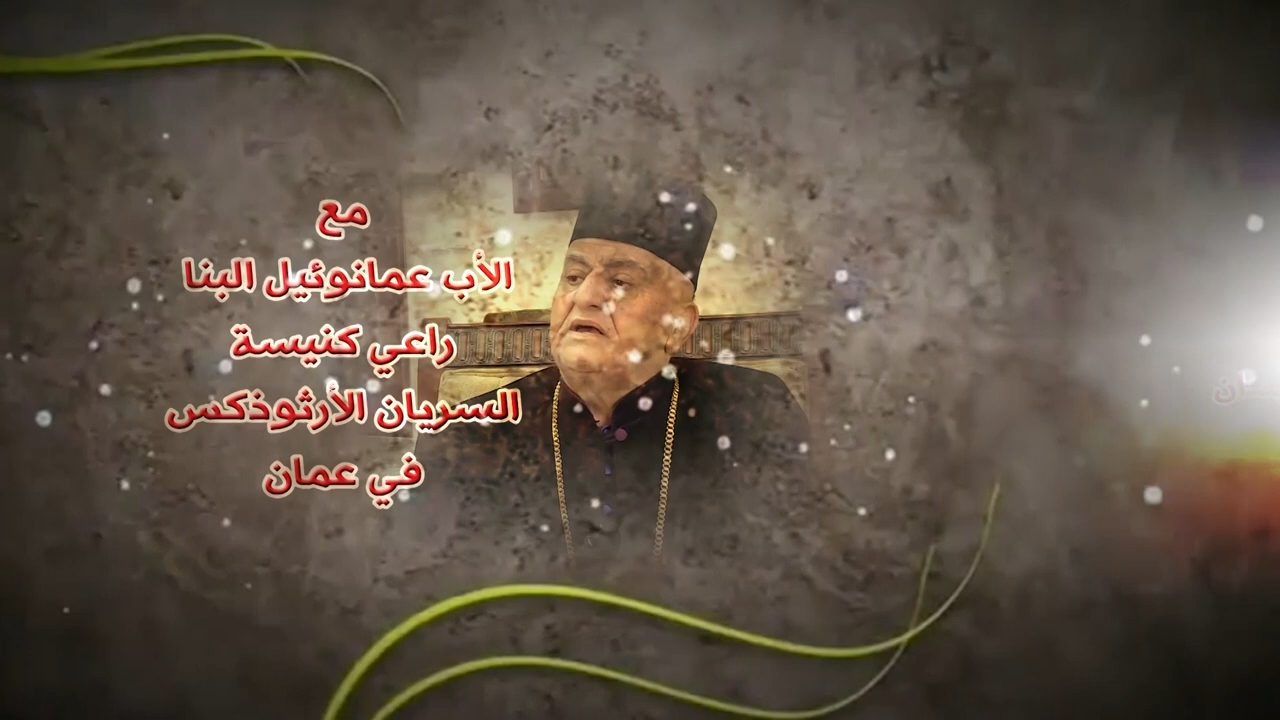 مع
الأب عمانوئيل البنا
راعي كنيسة
السريان الأرثوذكس
في عمان